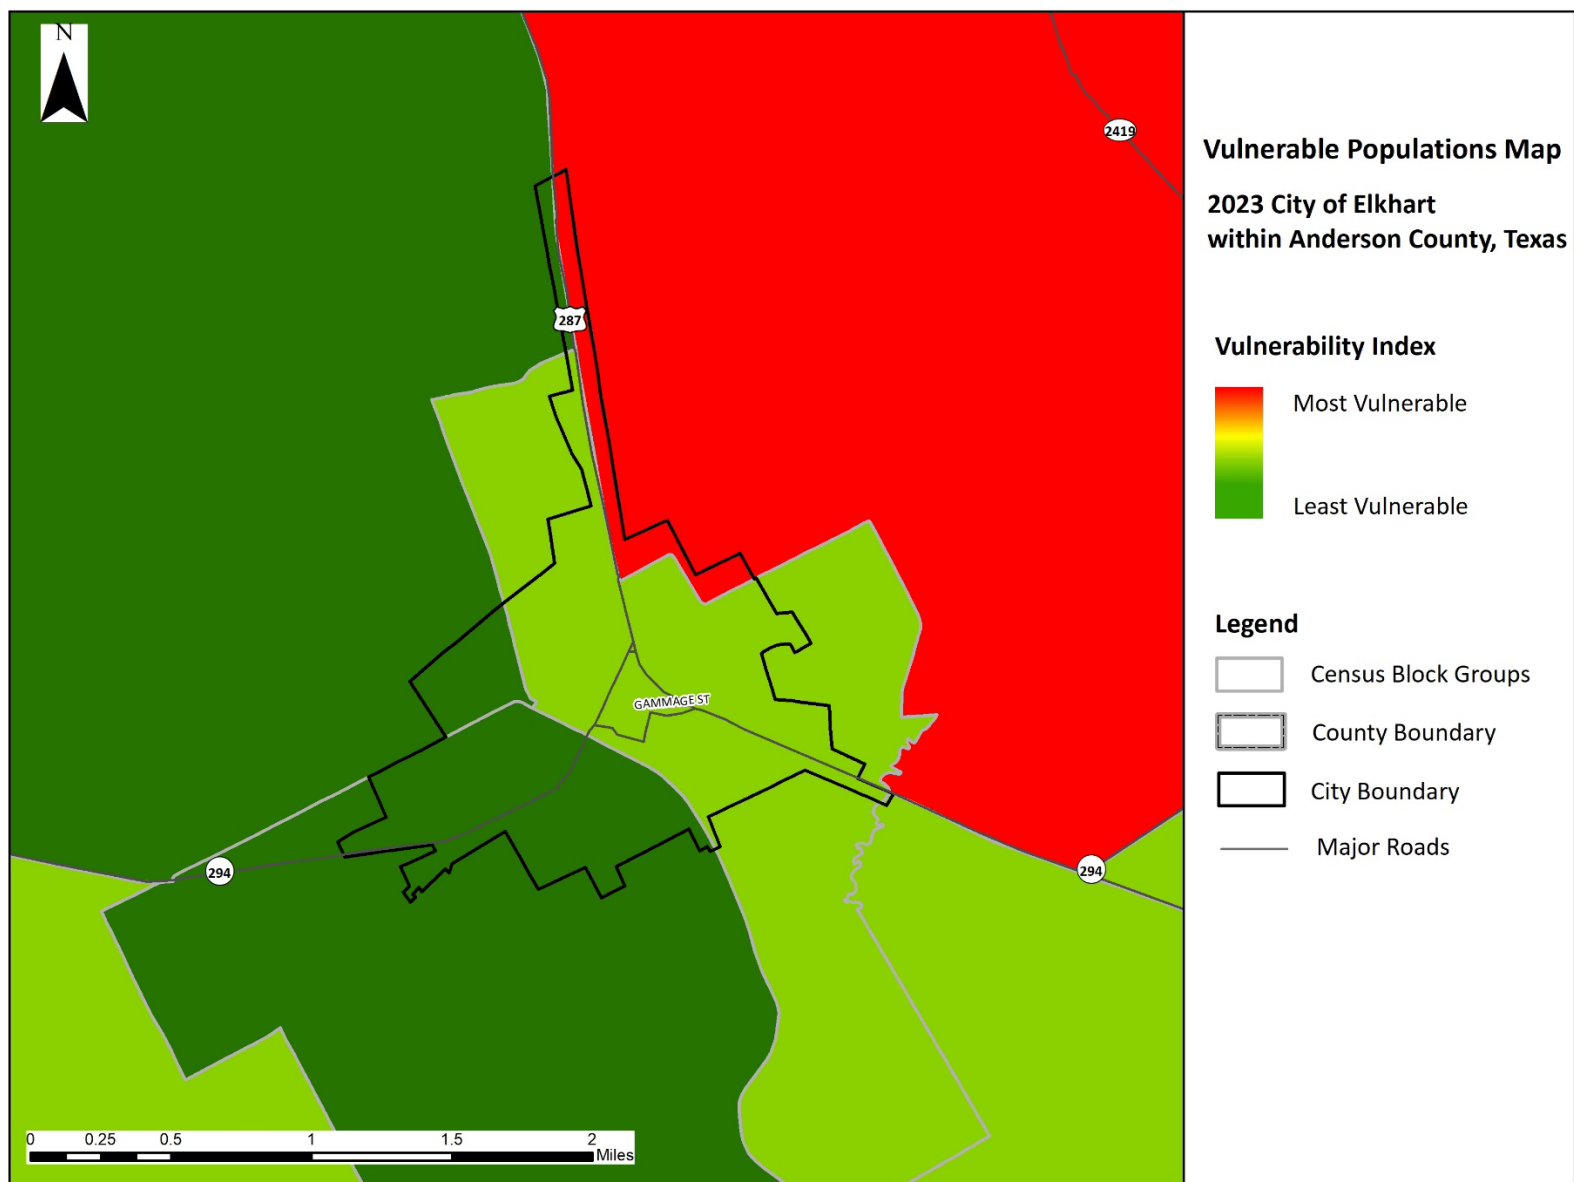 N
2419
287
GAMMAGE ST
294
294
0 0.25 0.5 1 1.5 2
Miles
Vulnerable Populations Map
2023 City of Elkhart
within Anderson County, Texas
Vulnerability Index
Most Vulnerable
Least Vulnerable
Legend
Census Block Groups
County Boundary
City Boundary
Major Roads